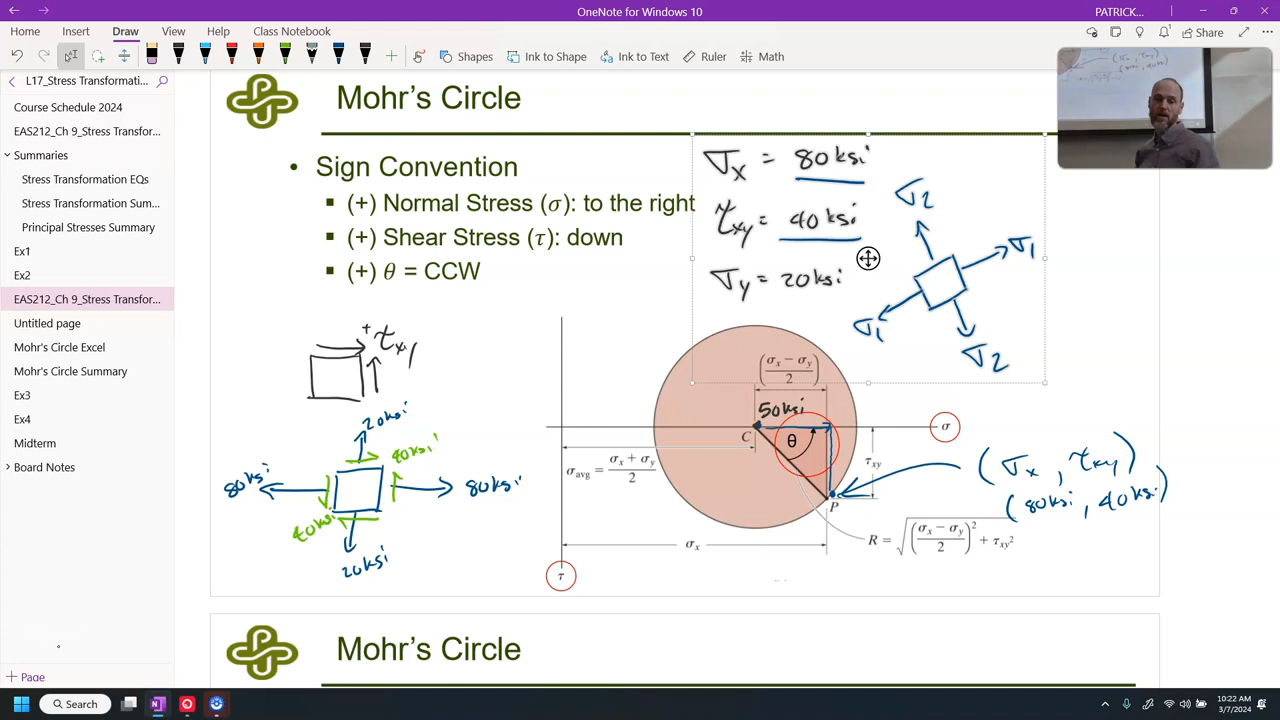 OneNote for Windows 10
PATRICK...
Home
Insert
Draw
View
Help
Class Notebook
Share
Shapes
Ink to Shape
Ink to Text
Ruler
Math
L17_Stress Transformati...
Course Schedule 2024
EAS212_Ch 9_Stress Transfor...
Summaries
Stress Transformation EQs
Stress Transformation Sum...
Principal Stresses Summary
Ex1
Ex2
EAS212_Ch 9_Stress Transfor...
Untitled page
Mohr's Circle Excel
Mohr's Circle Summary
Ex3
Ex4
Midterm
Board Notes
+ Page
Mohr's Circle
• Sign Convention
▪ (+) Normal Stress (σ): to the right
▪ (+) Shear Stress (τ): down
▪ (+) θ = CCW
σx = 80ksi
τxy = 40ksi
σy = 20ksi
σ2
σ1
σ1
σ2
+ τxy
20ksi
40ksi
80ksi
80ksi
40ksi
20ksi
(σx − σy / 2)
50ksi
C
θ
σ
σavg = σx + σy / 2
τxy
P
(σx, τxy)
(80ksi, 40ksi)
R = √((σx − σy / 2)² + τxy²)
σx
τ
Mohr's Circle
Search
10:22 AM
3/7/2024